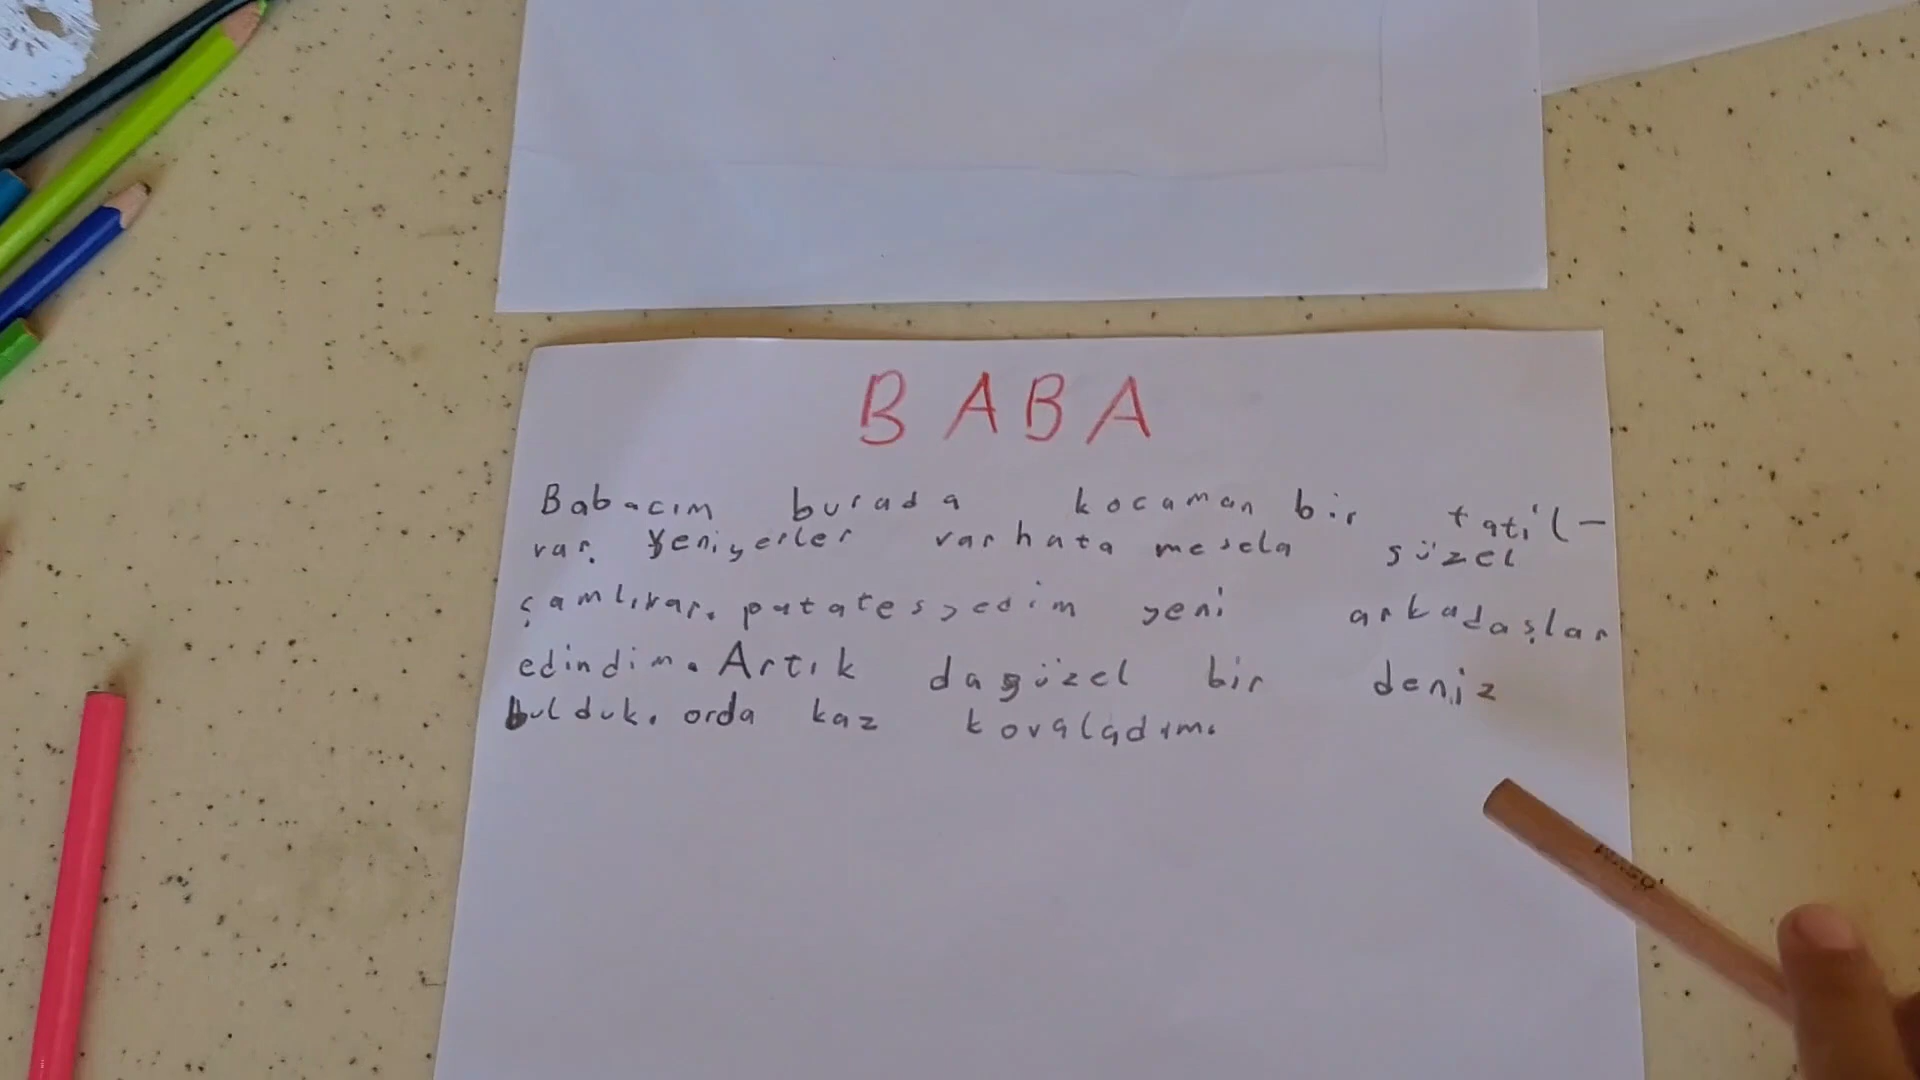 BABA
Babacım burada kocaman bir tatil-
var. Yeniyerler varhata mesela güzel
çamlıvar. patatesyedim yeni arkadaşlar
edindim. Artık dagüzel bir deniz
bulduk. orda kaz kovaladım.